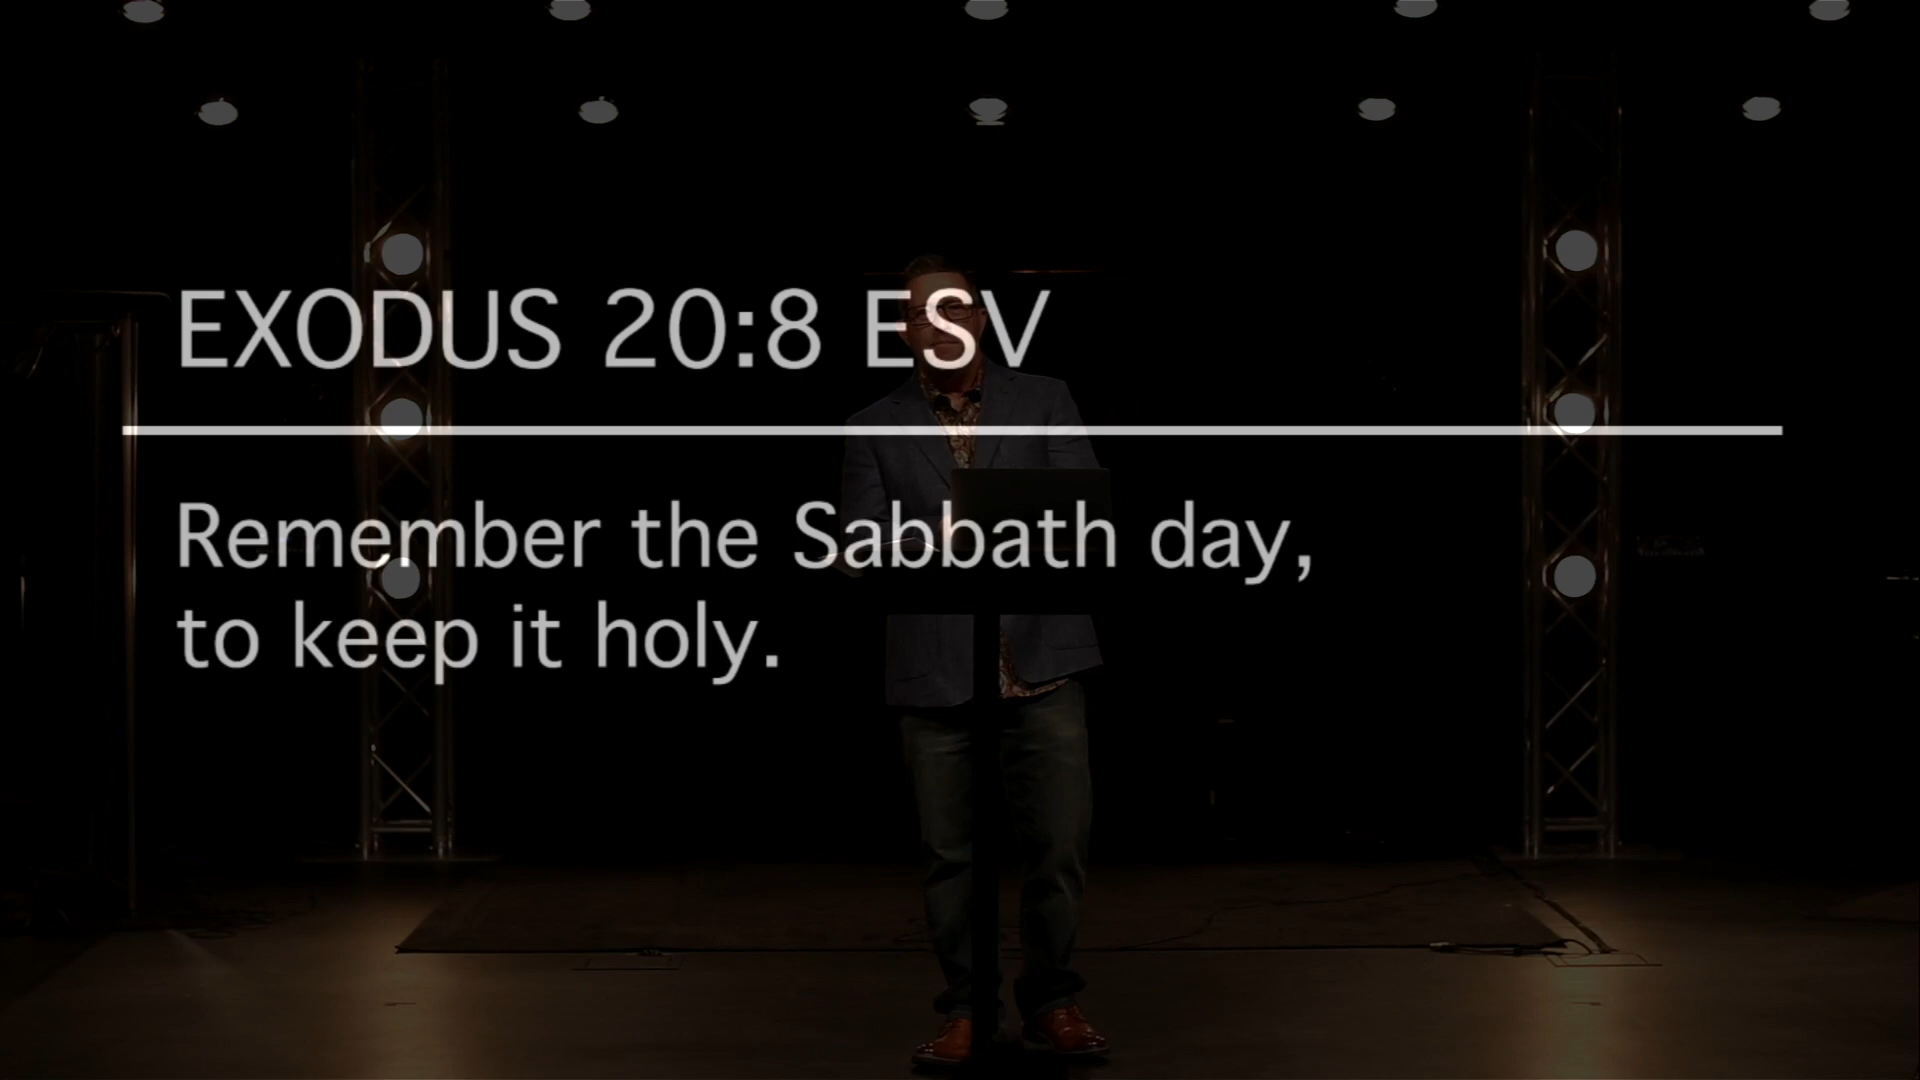 EXODUS 20:8 ESV
Remember the Sabbath day,
to keep it holy.